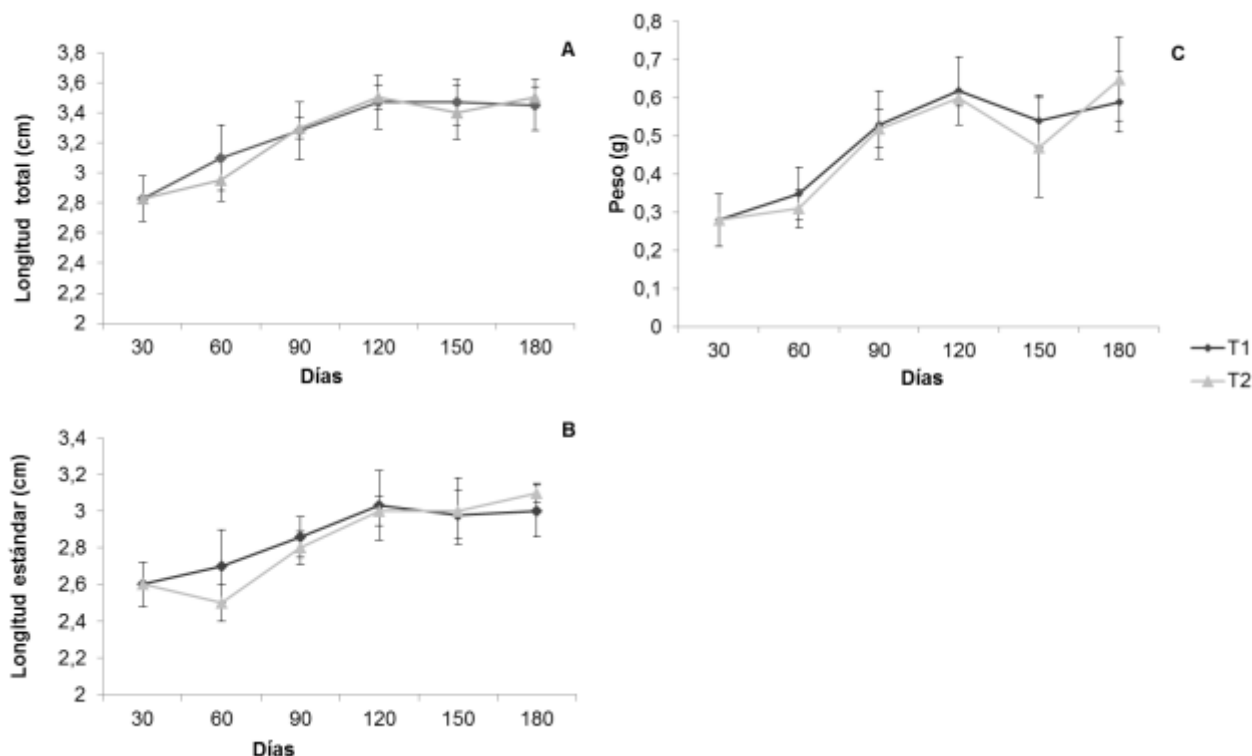 A
Longitud total (cm)
3,8
3,6
3,4
3,2
3
2,8
2,6
2,4
2,2
2
30 60 90 120 150 180
Días
C
Peso (g)
0,8
0,7
0,6
0,5
0,4
0,3
0,2
0,1
0
30 60 90 120 150 180
Días
T1
T2
B
Longitud estándar (cm)
3,4
3,2
3
2,8
2,6
2,4
2,2
2
30 60 90 120 150 180
Días